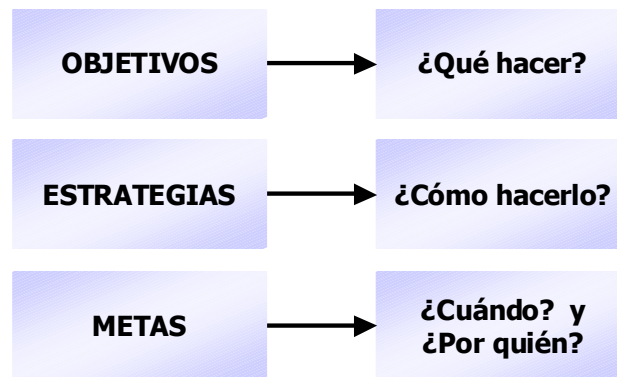 OBJETIVOS
¿Qué hacer?
ESTRATEGIAS
¿Cómo hacerlo?
METAS
¿Cuándo? y
¿Por quién?